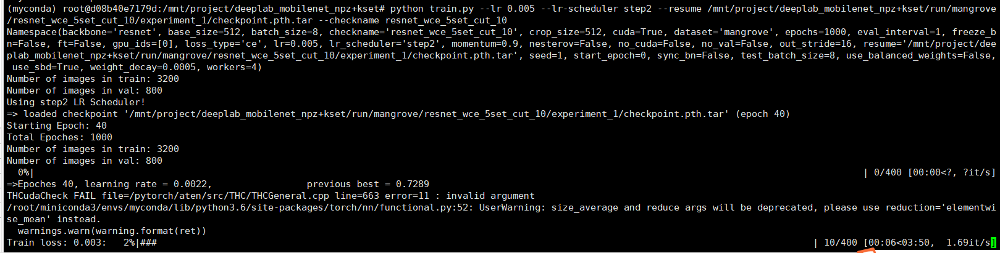 (myconda) root@d08b40e7179d:/mnt/project/deeplab_mobilenet_npz+kset# python train.py --lr 0.005 --lr-scheduler step2 --resume /mnt/project/deeplab_mobilenet_npz+kset/run/mangrove
/resnet_wce_5set_cut_10/experiment_1/checkpoint.pth.tar --checkname resnet_wce_5set_cut_10
Namespace(backbone='resnet', base_size=512, batch_size=8, checkname='resnet_wce_5set_cut_10', crop_size=512, cuda=True, dataset='mangrove', epochs=1000, eval_interval=1, freeze_b
n=False, ft=False, gpu_ids=[0], loss_type='ce', lr=0.005, lr_scheduler='step2', momentum=0.9, nesterov=False, no_cuda=False, no_val=False, out_stride=16, resume='/mnt/project/dee
plab_mobilenet_npz+kset/run/mangrove/resnet_wce_5set_cut_10/experiment_1/checkpoint.pth.tar', seed=1, start_epoch=0, sync_bn=False, test_batch_size=8, use_balanced_weights=False,
 use_sbd=True, weight_decay=0.0005, workers=4)
Number of images in train: 3200
Number of images in val: 800
Using step2 LR Scheduler!
=> loaded checkpoint '/mnt/project/deeplab_mobilenet_npz+kset/run/mangrove/resnet_wce_5set_cut_10/experiment_1/checkpoint.pth.tar' (epoch 40)
Starting Epoch: 40
Total Epoches: 1000
Number of images in train: 3200
Number of images in val: 800
  0%| | 0/400 [00:00<?, ?it/s]
=>Epoches 40, learning rate = 0.0022, previous best = 0.7289
THCudaCheck FAIL file=/pytorch/aten/src/THC/THCGeneral.cpp line=663 error=11 : invalid argument
/root/miniconda3/envs/myconda/lib/python3.6/site-packages/torch/nn/functional.py:52: UserWarning: size_average and reduce args will be deprecated, please use reduction='elementwi
se_mean' instead.
  warnings.warn(warning.format(ret))
Train loss: 0.003:   2%|### | 10/400 [00:06<03:50,  1.69it/s]